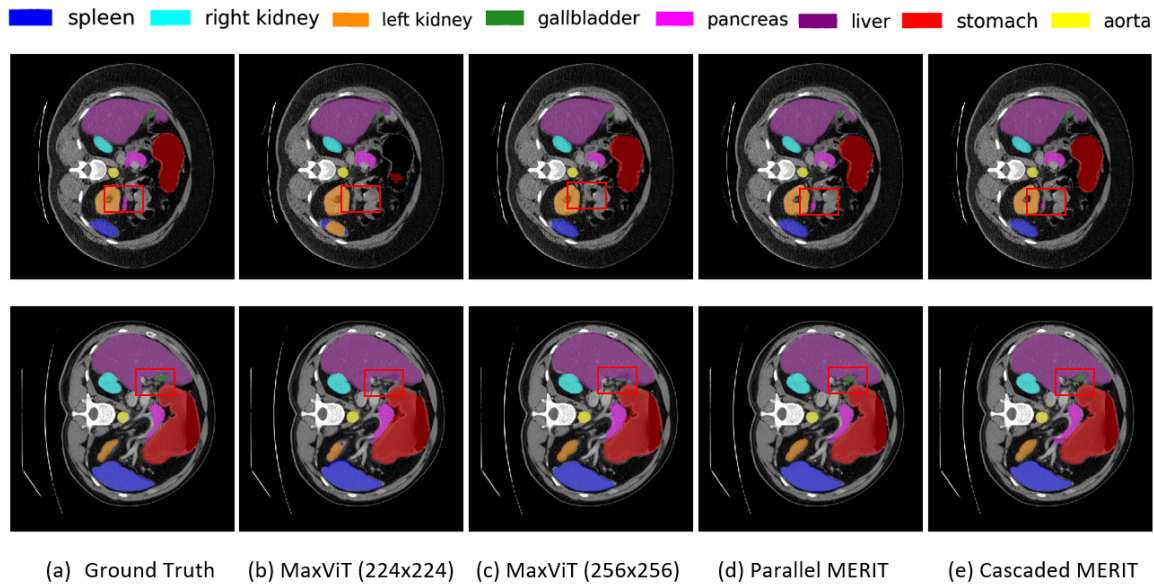 spleen right kidney left kidney gallbladder pancreas liver stomach aorta
(a) Ground Truth (b) MaxViT (224x224) (c) MaxViT (256x256) (d) Parallel MERIT (e) Cascaded MERIT